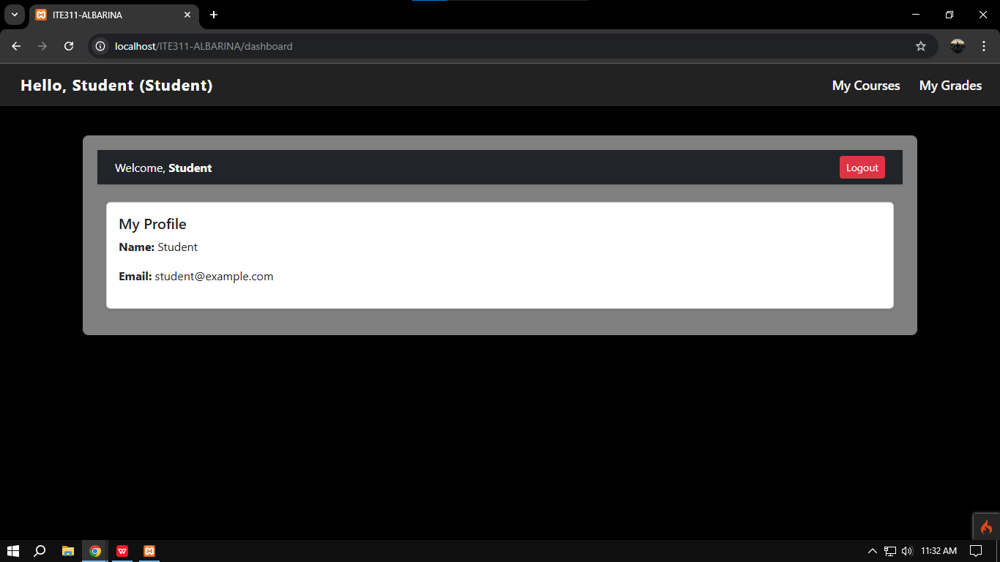 ITE311-ALBARINA
localhost/ITE311-ALBARINA/dashboard
Hello, Student (Student)
My Courses
My Grades
Welcome, Student
Logout
My Profile
Name: Student
Email: student@example.com
11:32 AM